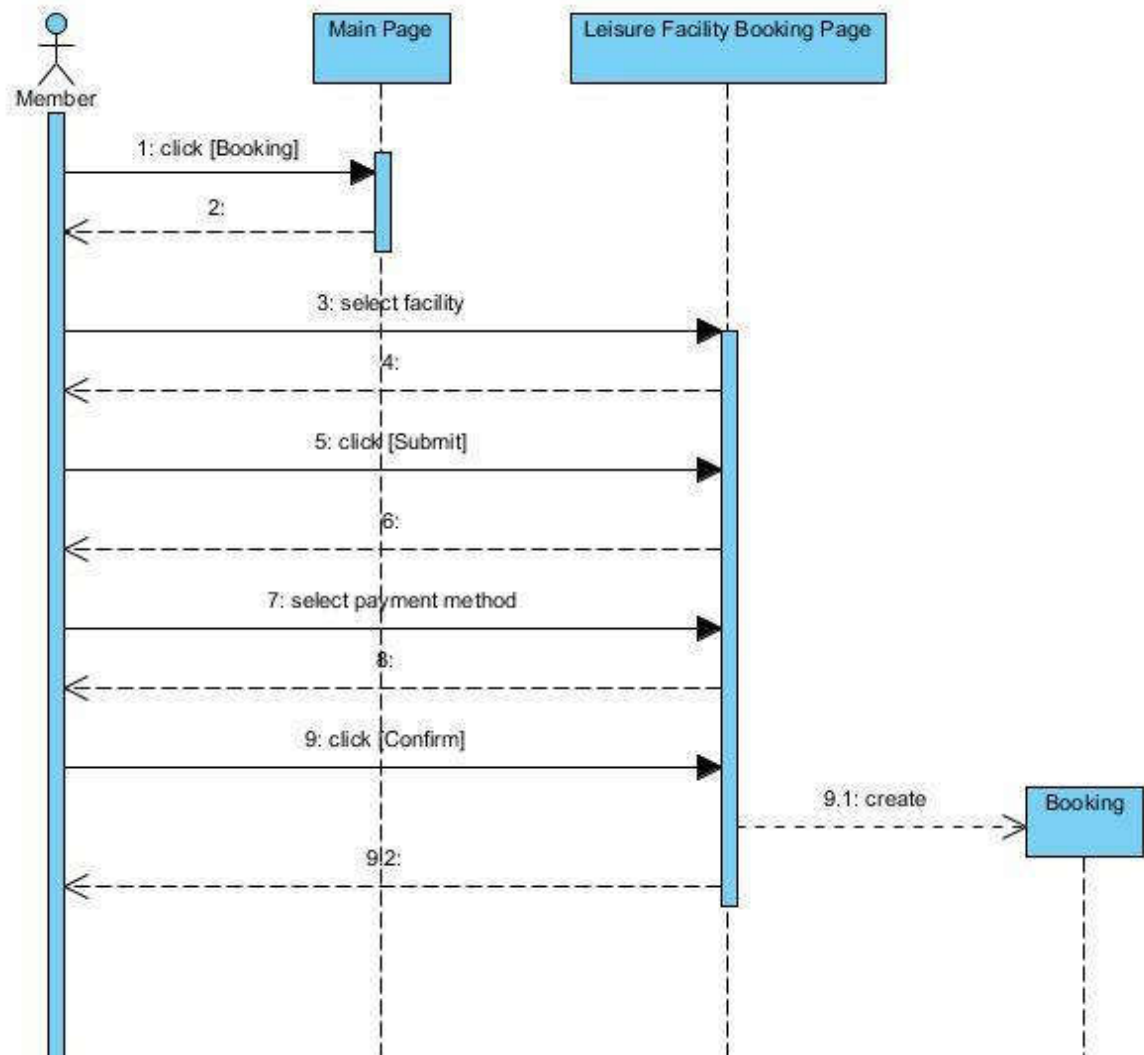 Main Page
Leisure Facility Booking Page
Member
1: click [Booking]
2:
3: select facility
4:
5: click [Submit]
6:
7: select payment method
8:
9: click [Confirm]
9.1: create
Booking
9.2: